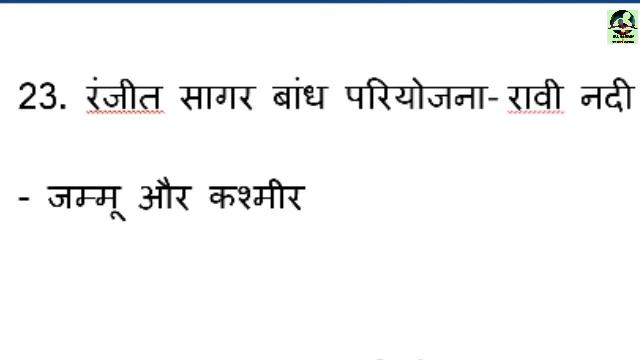 23. रंजीत सागर बांध परियोजना- रावी नदी
- जम्मू और कश्मीर